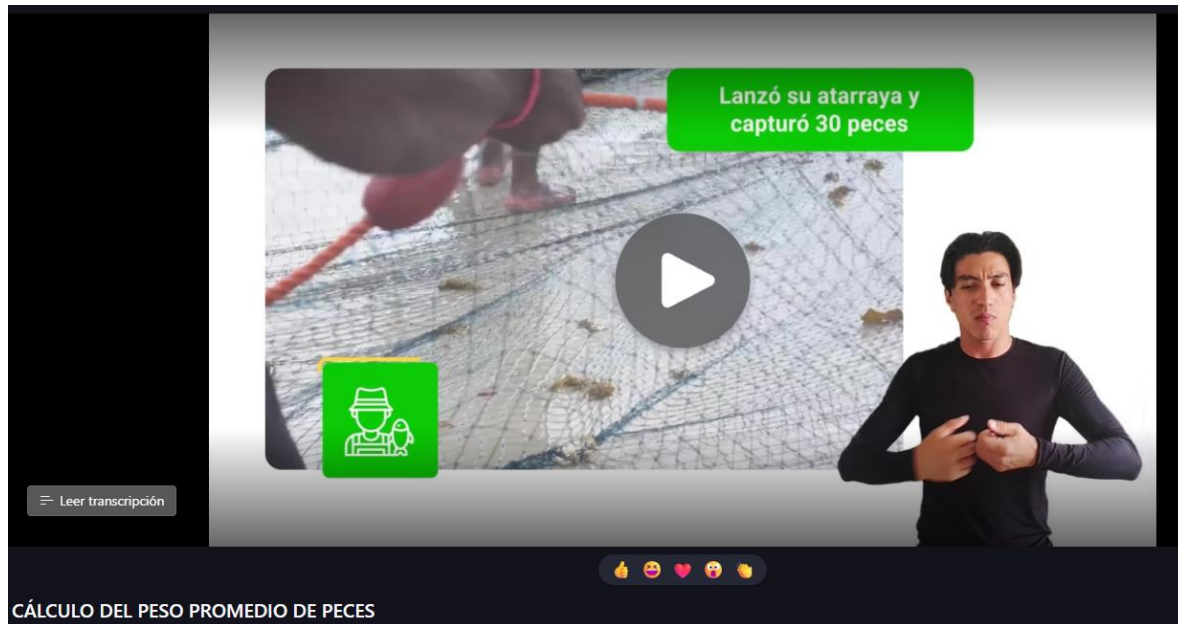 Lanzó su atarraya y
capturó 30 peces
Leer transcripción
CÁLCULO DEL PESO PROMEDIO DE PECES